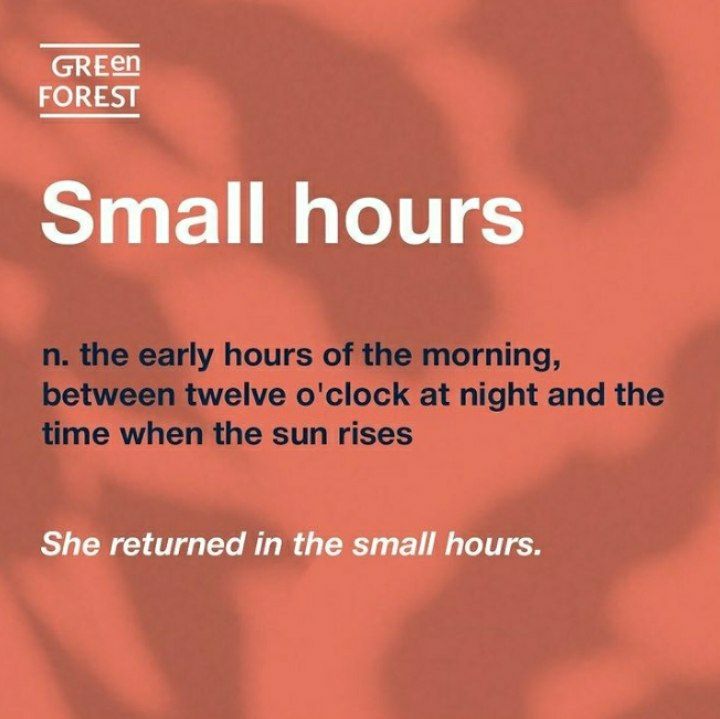 GREen
FOREST
Small hours
n. the early hours of the morning,
between twelve o'clock at night and the
time when the sun rises
She returned in the small hours.